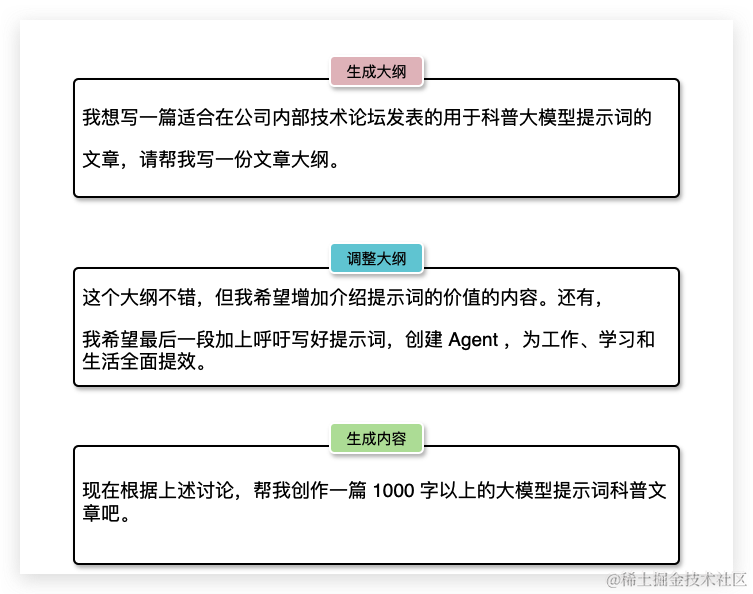 生成大纲
我想写一篇适合在公司内部技术论坛发表的用于科普大模型提示词的
文章，请帮我写一份文章大纲。
调整大纲
这个大纲不错，但我希望增加介绍提示词的价值的内容。还有，
我希望最后一段加上呼吁写好提示词，创建 Agent ，为工作、学习和
生活全面提效。
生成内容
现在根据上述讨论，帮我创作一篇 1000 字以上的大模型提示词科普文
章吧。
@稀土掘金技术社区